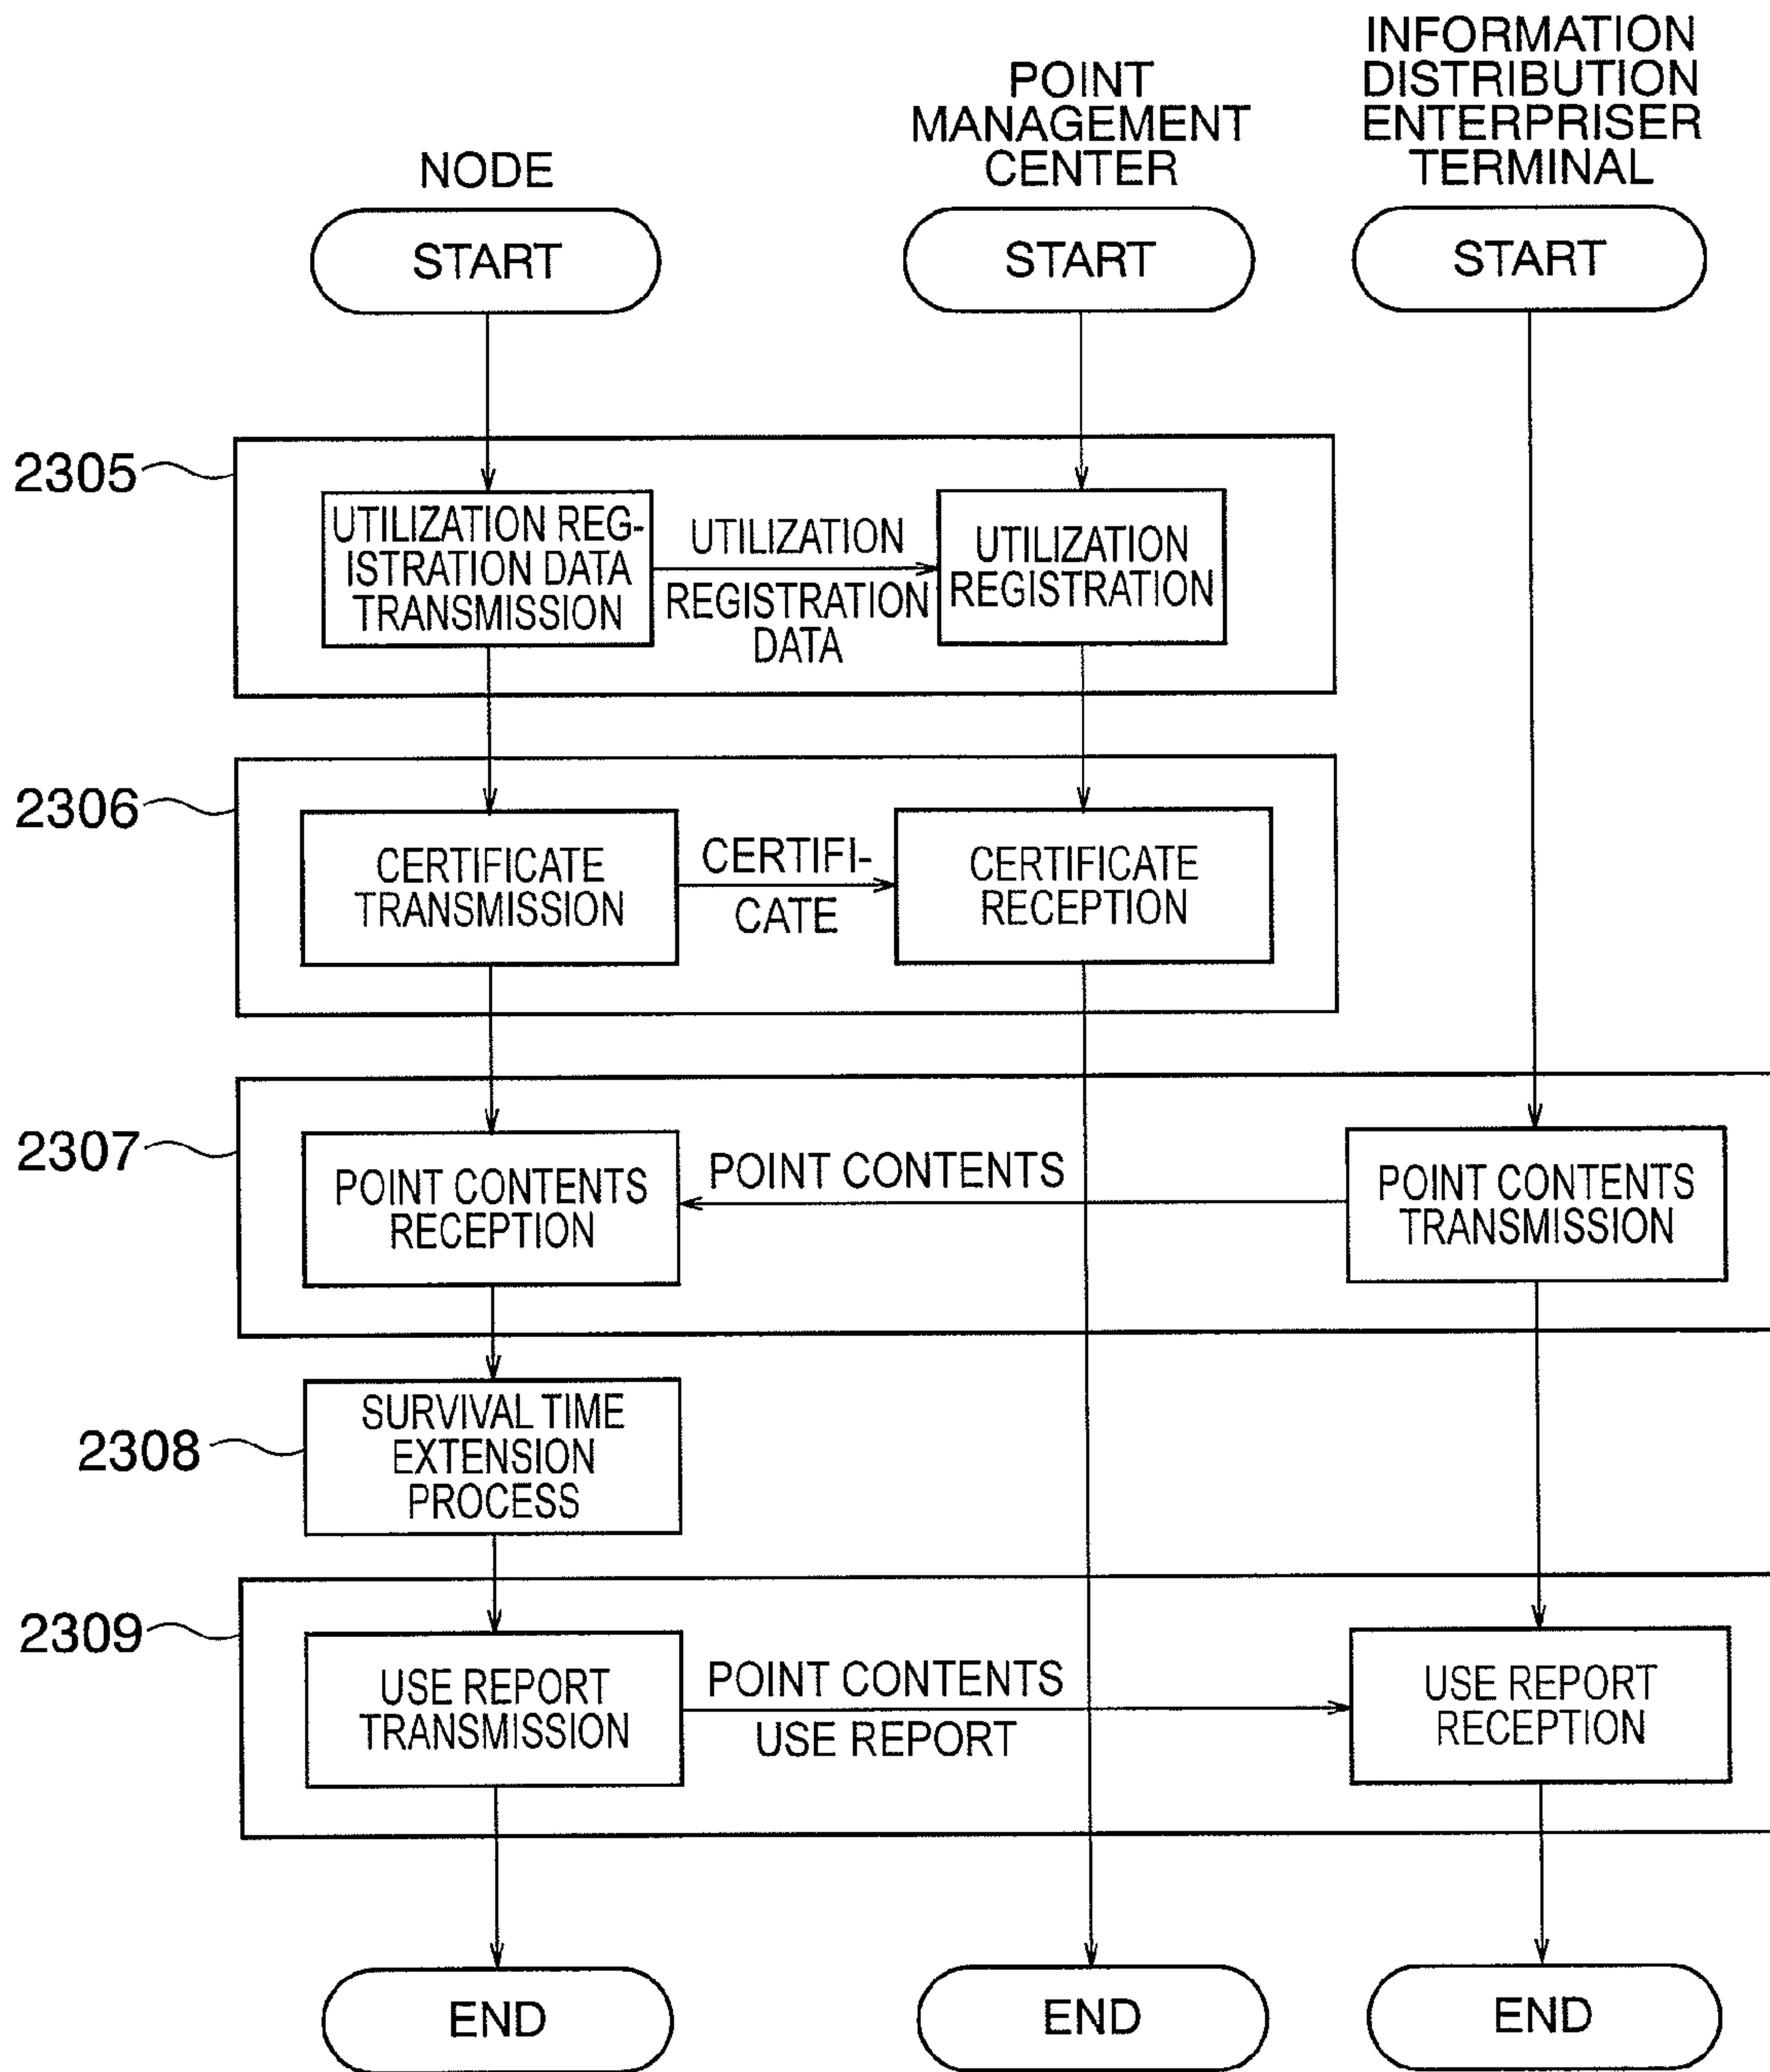 NODE
POINT
MANAGEMENT
CENTER
INFORMATION
DISTRIBUTION
ENTERPRISER
TERMINAL
START
START
START
2305
UTILIZATION REG-
ISTRATION DATA
TRANSMISSION
UTILIZATION
REGISTRATION
DATA
UTILIZATION
REGISTRATION
2306
CERTIFICATE
TRANSMISSION
CERTIFI-
CATE
CERTIFICATE
RECEPTION
2307
POINT CONTENTS
RECEPTION
POINT CONTENTS
POINT CONTENTS
TRANSMISSION
2308
SURVIVAL TIME
EXTENSION
PROCESS
2309
USE REPORT
TRANSMISSION
POINT CONTENTS
USE REPORT
USE REPORT
RECEPTION
END
END
END